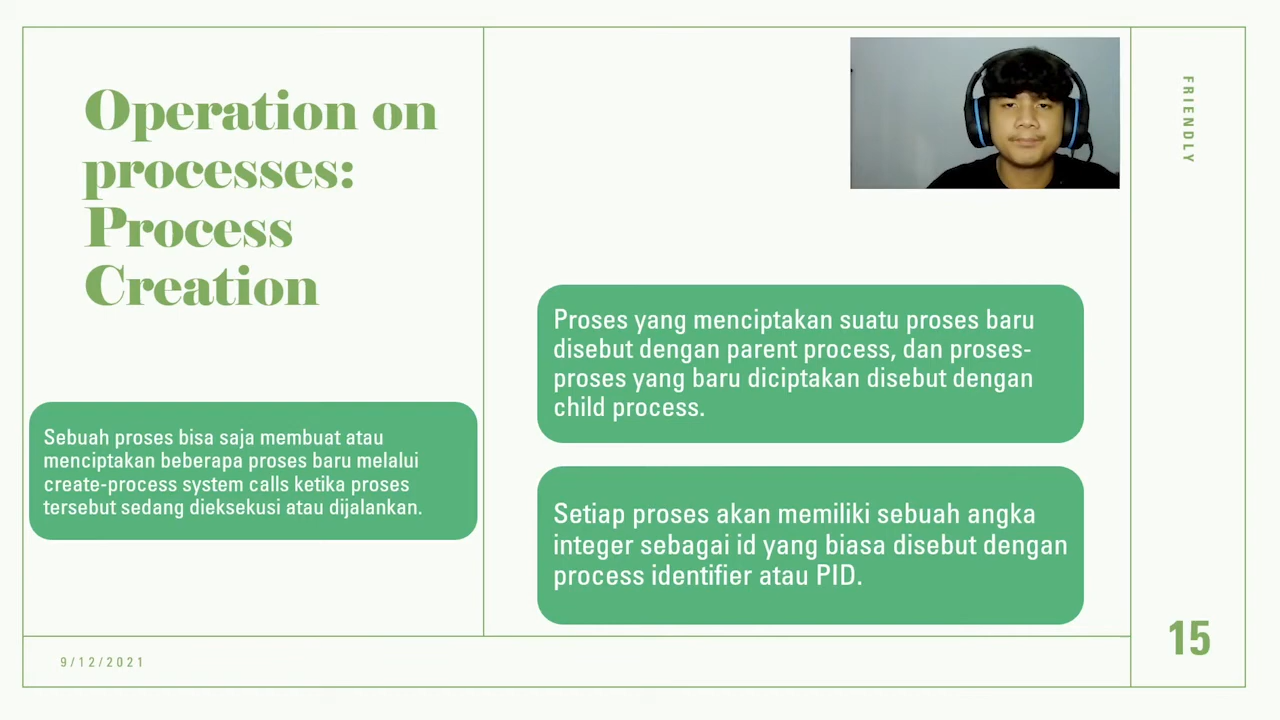 Operation on
processes:
Process
Creation
Sebuah proses bisa saja membuat atau
menciptakan beberapa proses baru melalui
create-process system calls ketika proses
tersebut sedang dieksekusi atau dijalankan.
Proses yang menciptakan suatu proses baru
disebut dengan parent process, dan proses-
proses yang baru diciptakan disebut dengan
child process.
Setiap proses akan memiliki sebuah angka
integer sebagai id yang biasa disebut dengan
process identifier atau PID.
FRIENDLY
9/12/2021
15